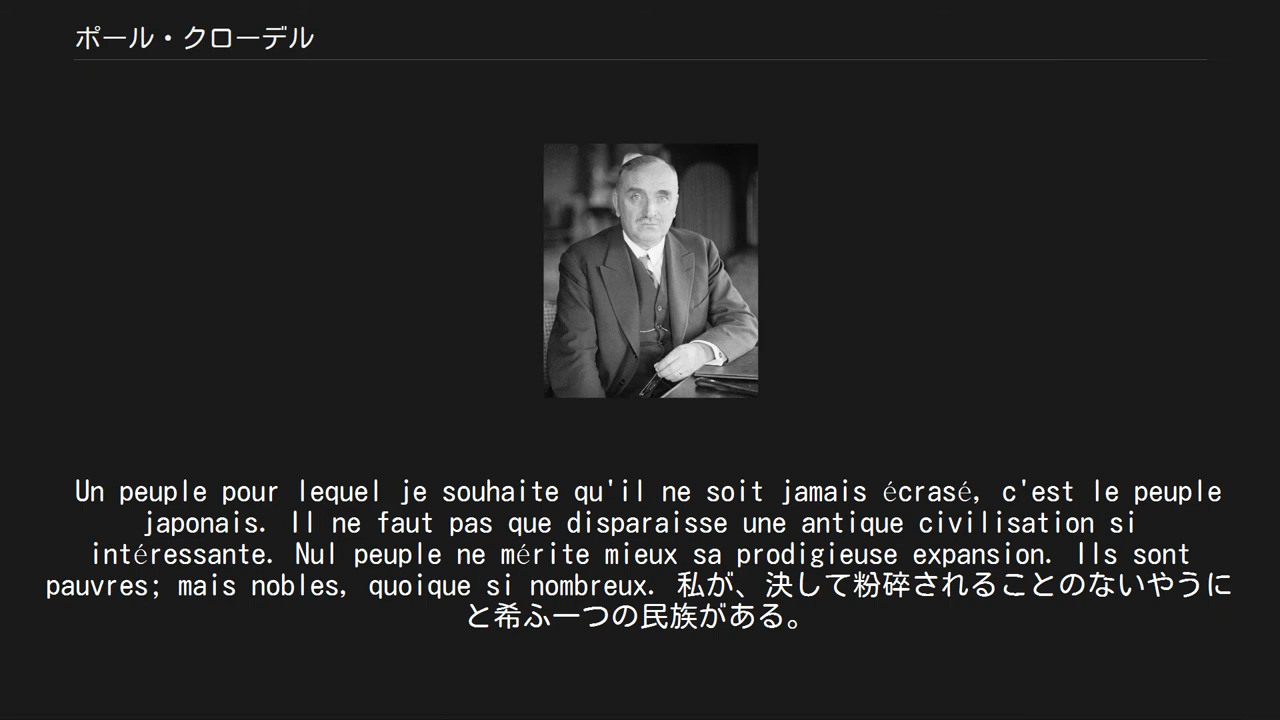 ポール・クローデル
Un peuple pour lequel je souhaite qu'il ne soit jamais écrasé, c'est le peuple
japonais. Il ne faut pas que disparaisse une antique civilisation si
intéressante. Nul peuple ne mérite mieux sa prodigieuse expansion. Ils sont
pauvres; mais nobles, quoique si nombreux. 私が、決して粉砕されることのないやうに
と希ふ一つの民族がある。